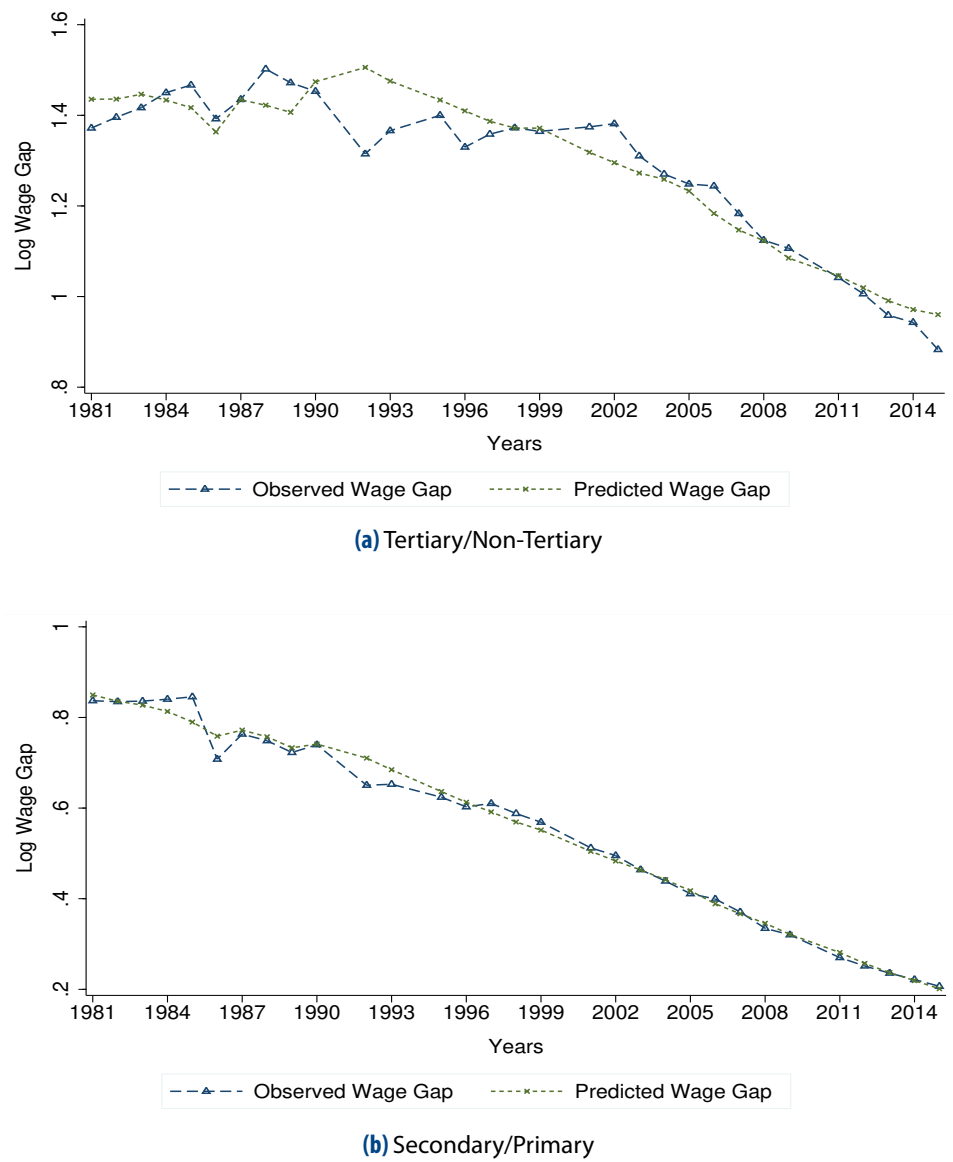 Log Wage Gap
1.6
1.4
1.2
1
.8
1981 1984 1987 1990 1993 1996 1999 2002 2005 2008 2011 2014
Years
Observed Wage Gap Predicted Wage Gap
(a) Tertiary/Non-Tertiary
Log Wage Gap
1
.8
.6
.4
.2
1981 1984 1987 1990 1993 1996 1999 2002 2005 2008 2011 2014
Years
Observed Wage Gap Predicted Wage Gap
(b) Secondary/Primary